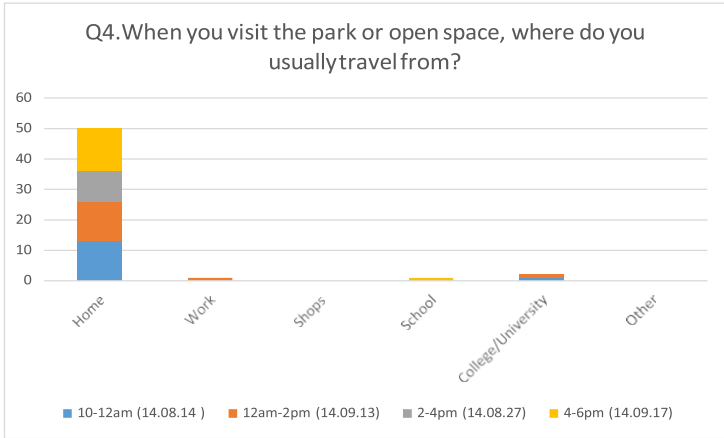 Q4.When you visit the park or open space, where do you
usually travel from?
60
50
40
30
20
10
0
Home
Work
Shops
School
College/University
Other
10-12am (14.08.14 )
12am-2pm (14.09.13)
2-4pm (14.08.27)
4-6pm (14.09.17)